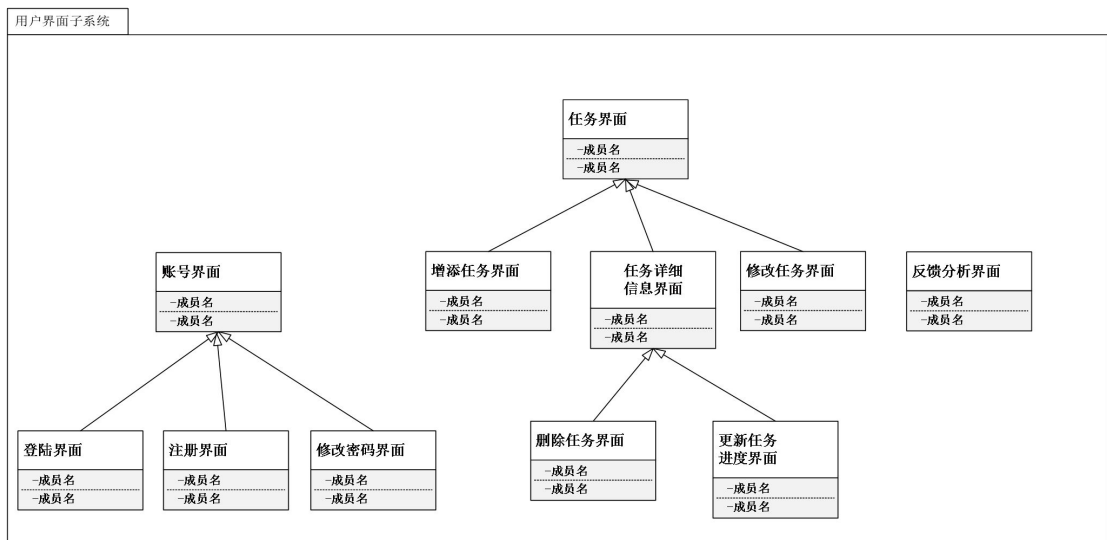 用户界面子系统
任务界面
-成员名
-成员名
账号界面
-成员名
-成员名
增添任务界面
-成员名
-成员名
任务详细
信息界面
-成员名
-成员名
修改任务界面
-成员名
-成员名
反馈分析界面
-成员名
-成员名
登陆界面
-成员名
-成员名
注册界面
-成员名
-成员名
修改密码界面
-成员名
-成员名
删除任务界面
-成员名
-成员名
更新任务
进度界面
-成员名
-成员名